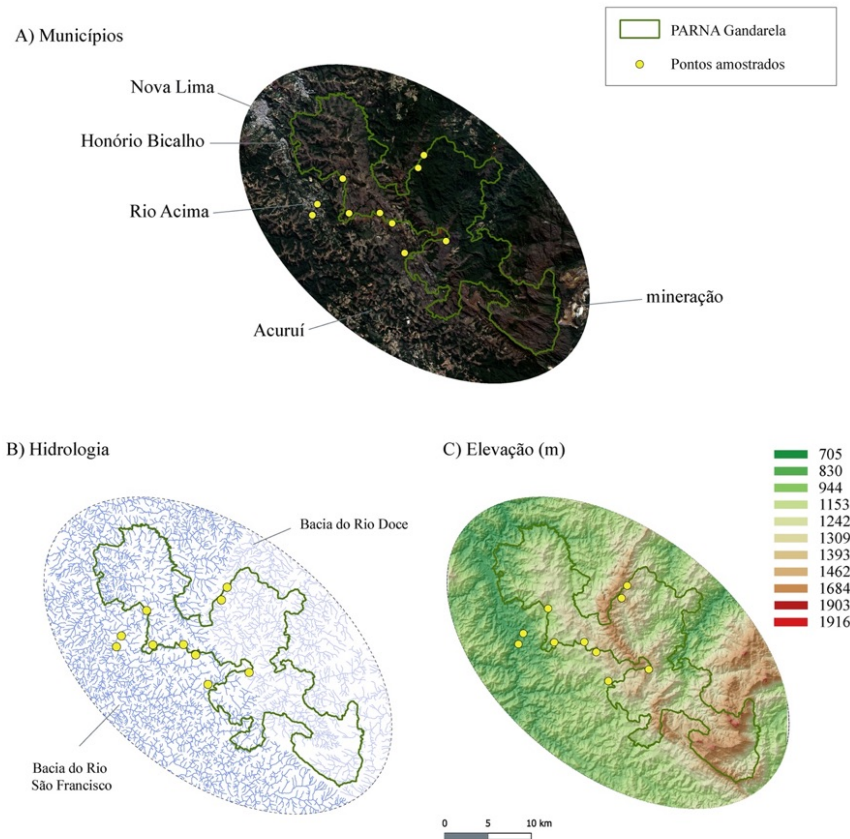 A) Municípios
PARNA Gandarela
Pontos amostrados
Nova Lima
Honório Bicalho
Rio Acima
Acuruí
mineração
B) Hidrologia
Bacia do Rio Doce
Bacia do Rio
São Francisco
C) Elevação (m)
705
830
944
1153
1242
1309
1393
1462
1684
1903
1916
0 5 10 km